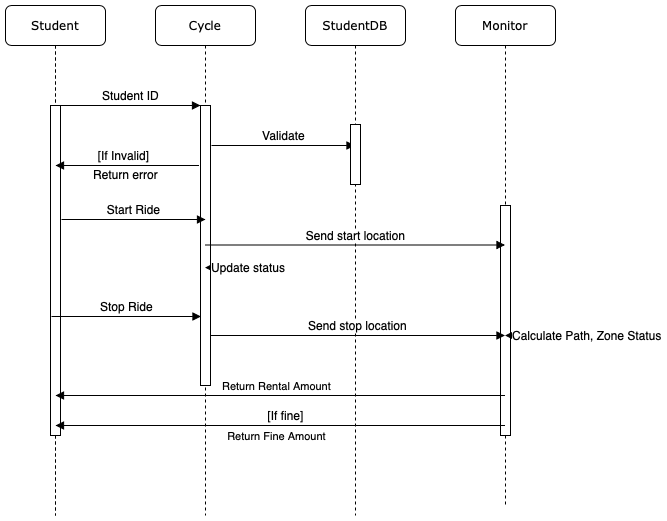 Student
Cycle
StudentDB
Monitor
Student ID
Validate
[If Invalid]
Return error
Start Ride
Send start location
Update status
Stop Ride
Send stop location
Calculate Path, Zone Status
Return Rental Amount
[If fine]
Return Fine Amount